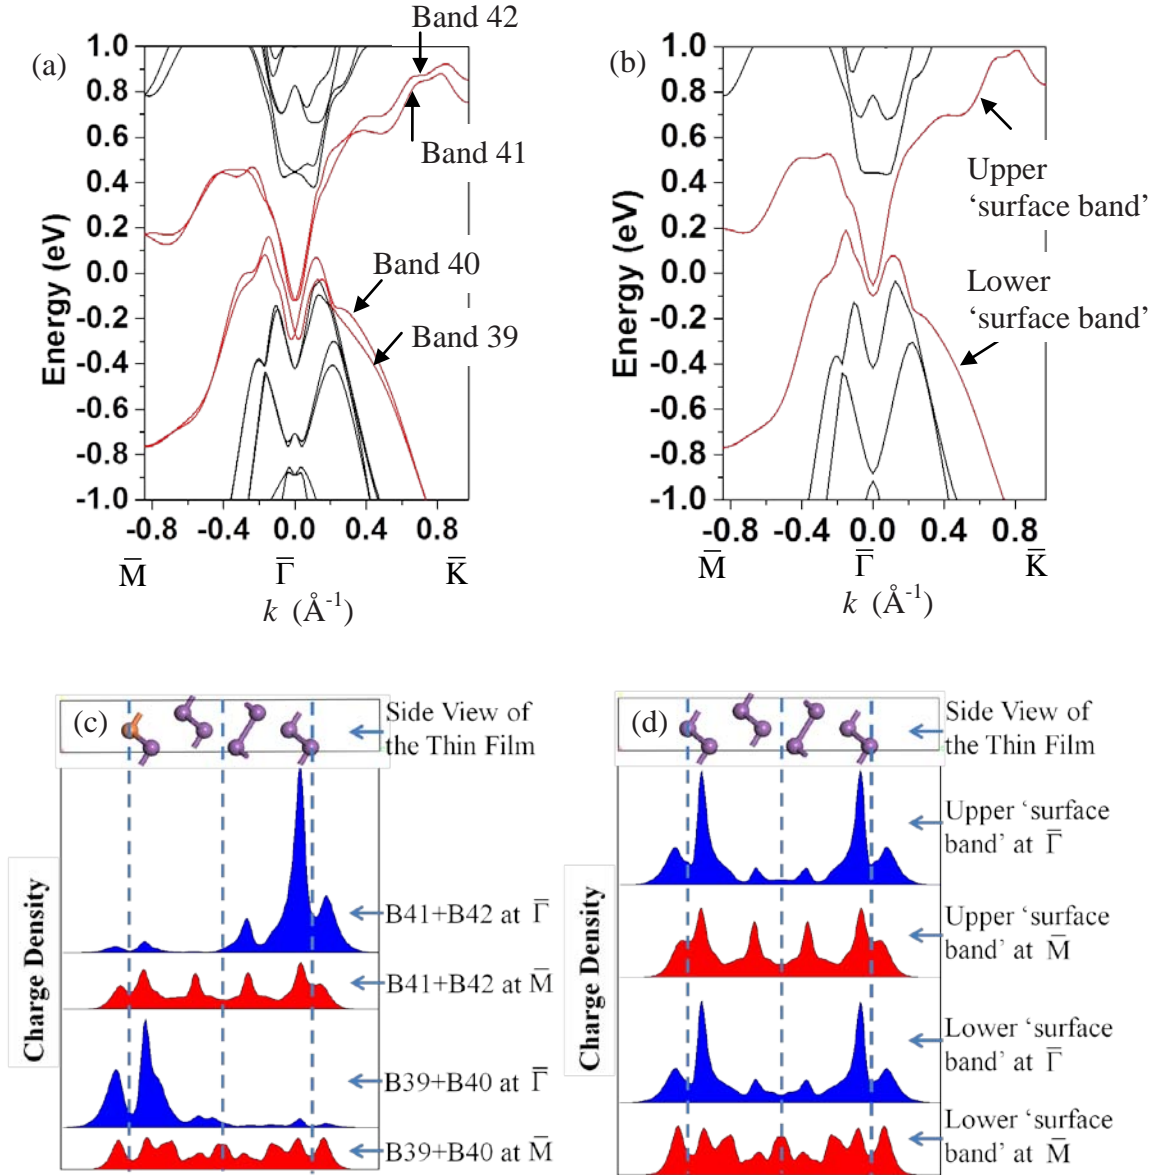 (a)
Band 42
Band 41
Band 40
Band 39
Energy (eV)
1.0
0.8
0.6
0.4
0.2
0.0
-0.2
-0.4
-0.6
-0.8
-1.0
-0.8 -0.4 0.0 0.4 0.8
M̅ Γ̅ K̅
k (Å⁻¹)
(b)
Upper
‘surface band’
Lower
‘surface band’
Energy (eV)
1.0
0.8
0.6
0.4
0.2
0.0
-0.2
-0.4
-0.6
-0.8
-1.0
-0.8 -0.4 0.0 0.4 0.8
M̅ Γ̅ K̅
k (Å⁻¹)
(c)
Side View of
the Thin Film
Charge Density
B41+B42 at Γ̅
B41+B42 at M̅
B39+B40 at Γ̅
B39+B40 at M̅
(d)
Side View of
the Thin Film
Charge Density
Upper ‘surface
band’ at Γ̅
Upper ‘surface
band’ at M̅
Lower ‘surface
band’ at Γ̅
Lower ‘surface
band’ at M̅